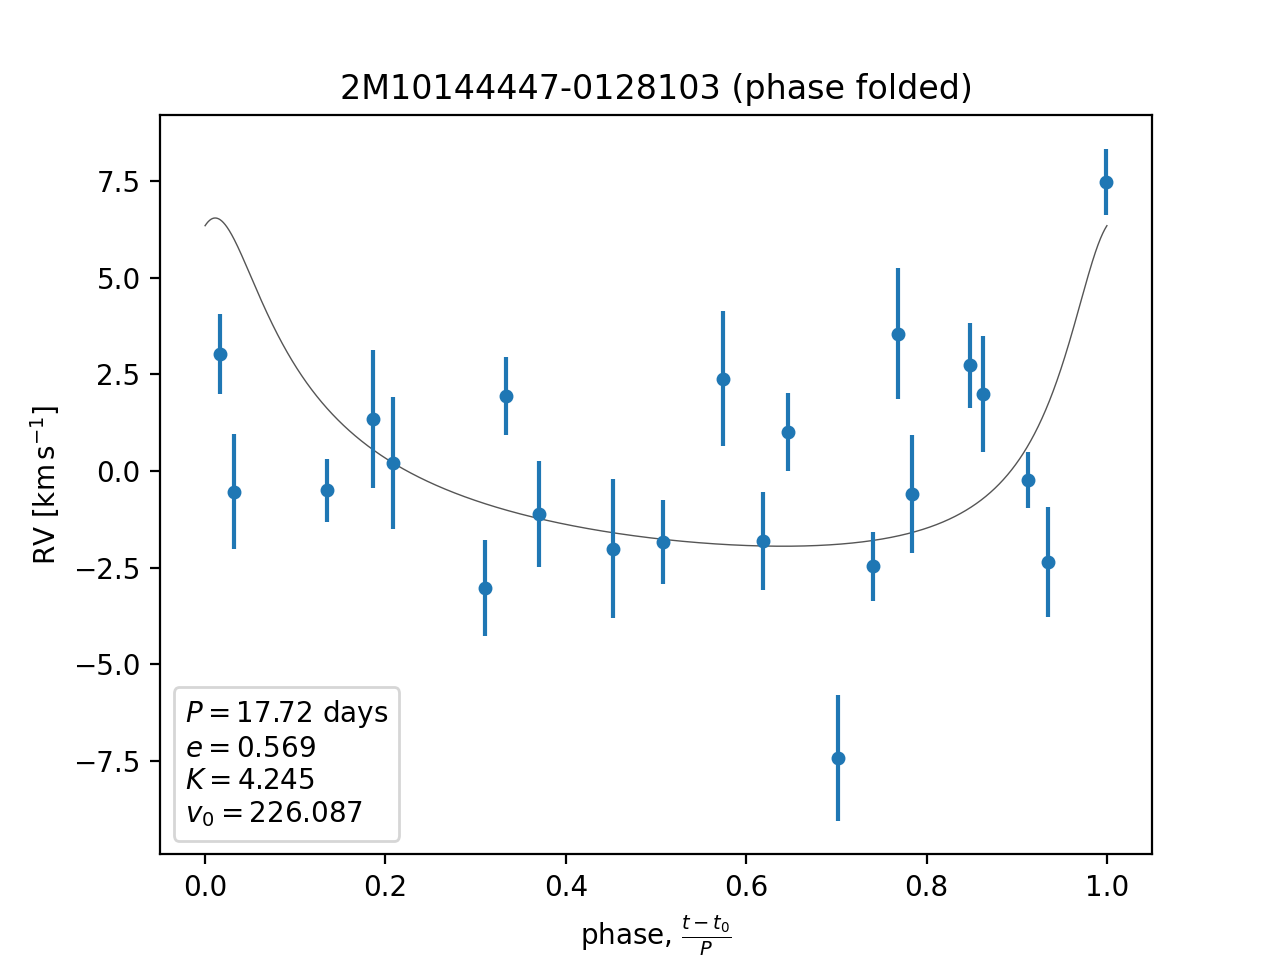 2M10144447-0128103 (phase folded)
7.5
5.0
2.5
0.0
−2.5
−5.0
−7.5
RV [km s⁻¹]
P = 17.72 days
e = 0.569
K = 4.245
v₀ = 226.087
0.0 0.2 0.4 0.6 0.8 1.0
phase, (t − t₀)/P